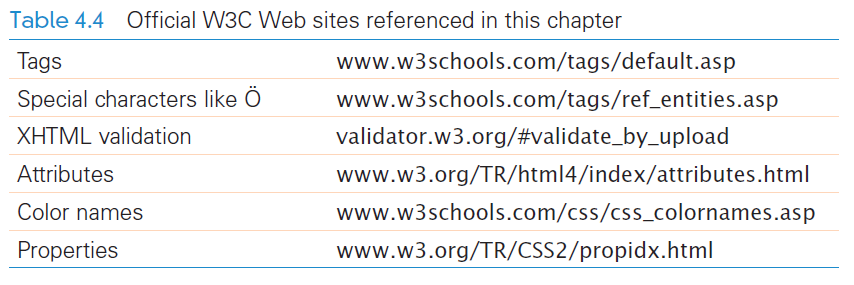 Table 4.4 Official W3C Web sites referenced in this chapter
Tags www.w3schools.com/tags/default.asp
Special characters like Ö www.w3schools.com/tags/ref_entities.asp
XHTML validation validator.w3.org/#validate_by_upload
Attributes www.w3.org/TR/html4/index/attributes.html
Color names www.w3schools.com/css/css_colornames.asp
Properties www.w3.org/TR/CSS2/propidx.html